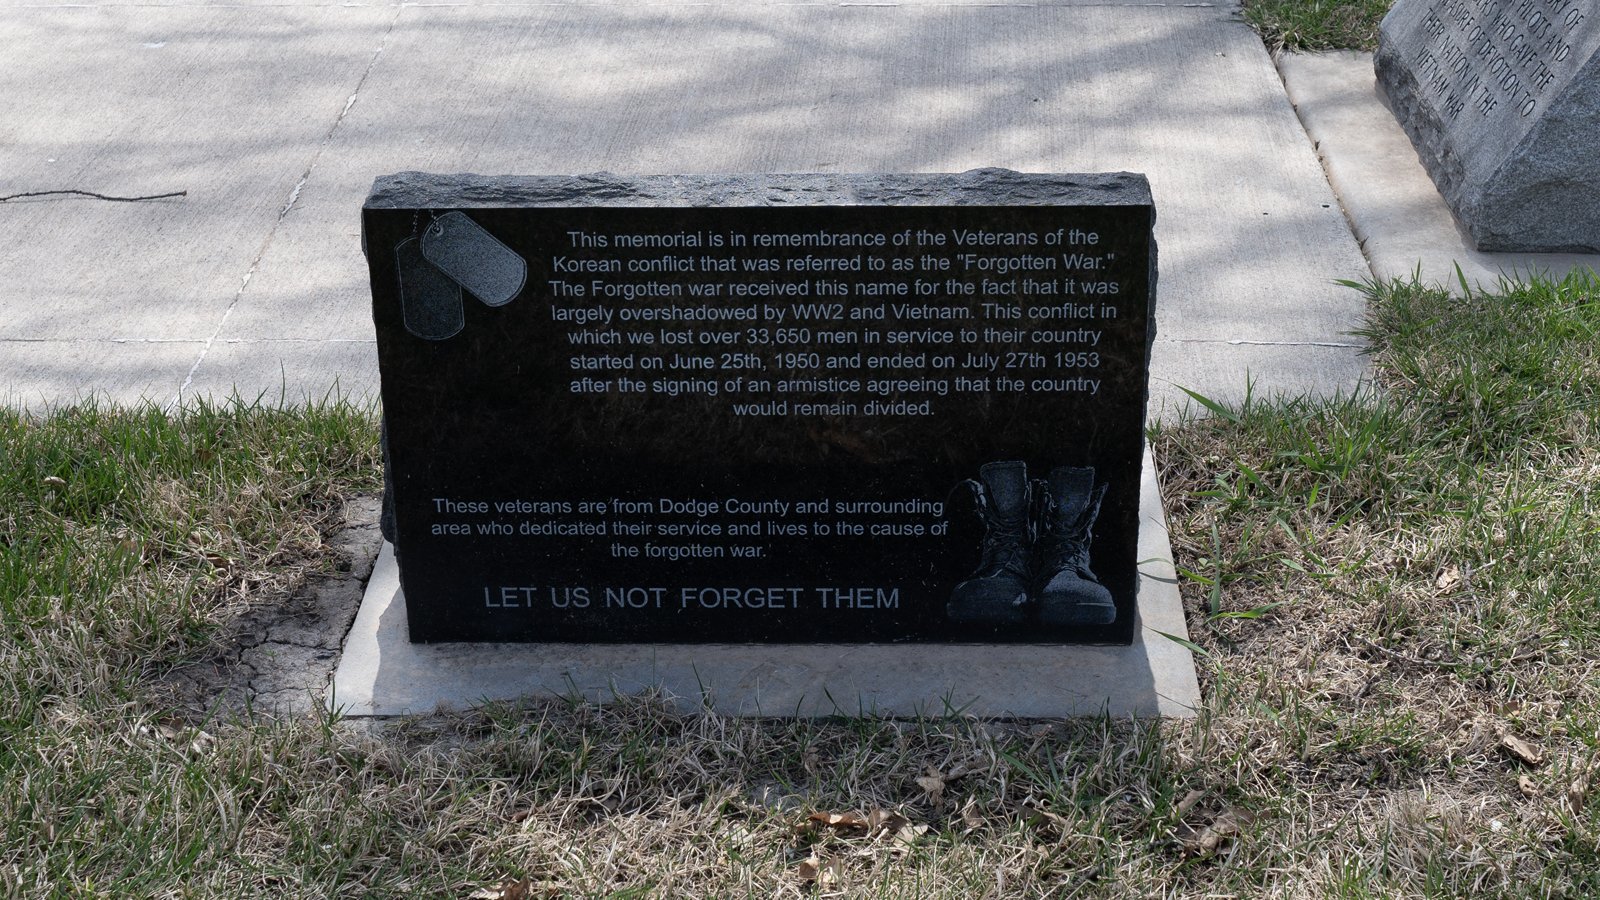 This memorial is in remembrance of the Veterans of the
Korean conflict that was referred to as the "Forgotten War."
The Forgotten war received this name for the fact that it was
largely overshadowed by WW2 and Vietnam. This conflict in
which we lost over 33,650 men in service to their country
started on June 25th, 1950 and ended on July 27th 1953
after the signing of an armistice agreeing that the country
would remain divided.
These veterans are from Dodge County and surrounding
area who dedicated their service and lives to the cause of
the forgotten war.
LET US NOT FORGET THEM
OF
PILOTS AND
WHO GAVE THE
OF DEVOTION TO
THEIR NATION IN THE
VIETNAM WAR